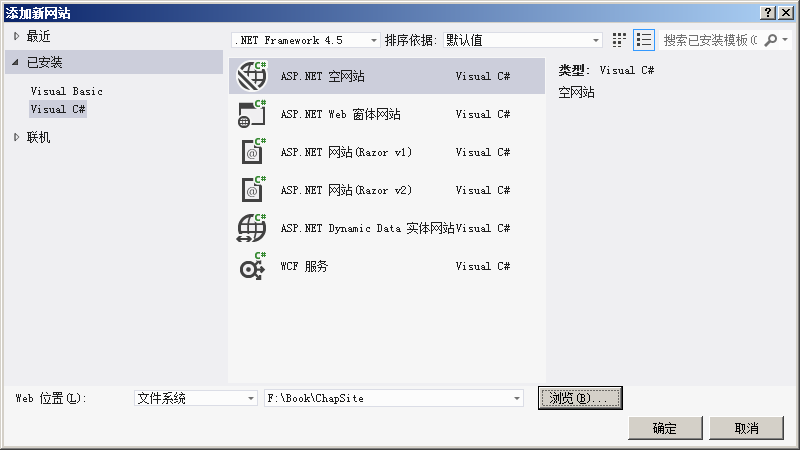 添加新网站
最近
已安装
Visual Basic
Visual C#
联机
.NET Framework 4.5
排序依据: 默认值
搜索已安装模板(C
ASP.NET 空网站 Visual C#
ASP.NET Web 窗体网站 Visual C#
ASP.NET 网站(Razor v1) Visual C#
ASP.NET 网站(Razor v2) Visual C#
ASP.NET Dynamic Data 实体网站 Visual C#
WCF 服务 Visual C#
类型: Visual C#
空网站
Web 位置(L):
文件系统
F:\Book\ChapSite
浏览(B)...
确定
取消